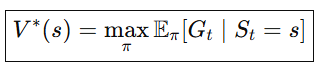 V*(s) = max_π 𝔼_π[G_t | S_t = s]